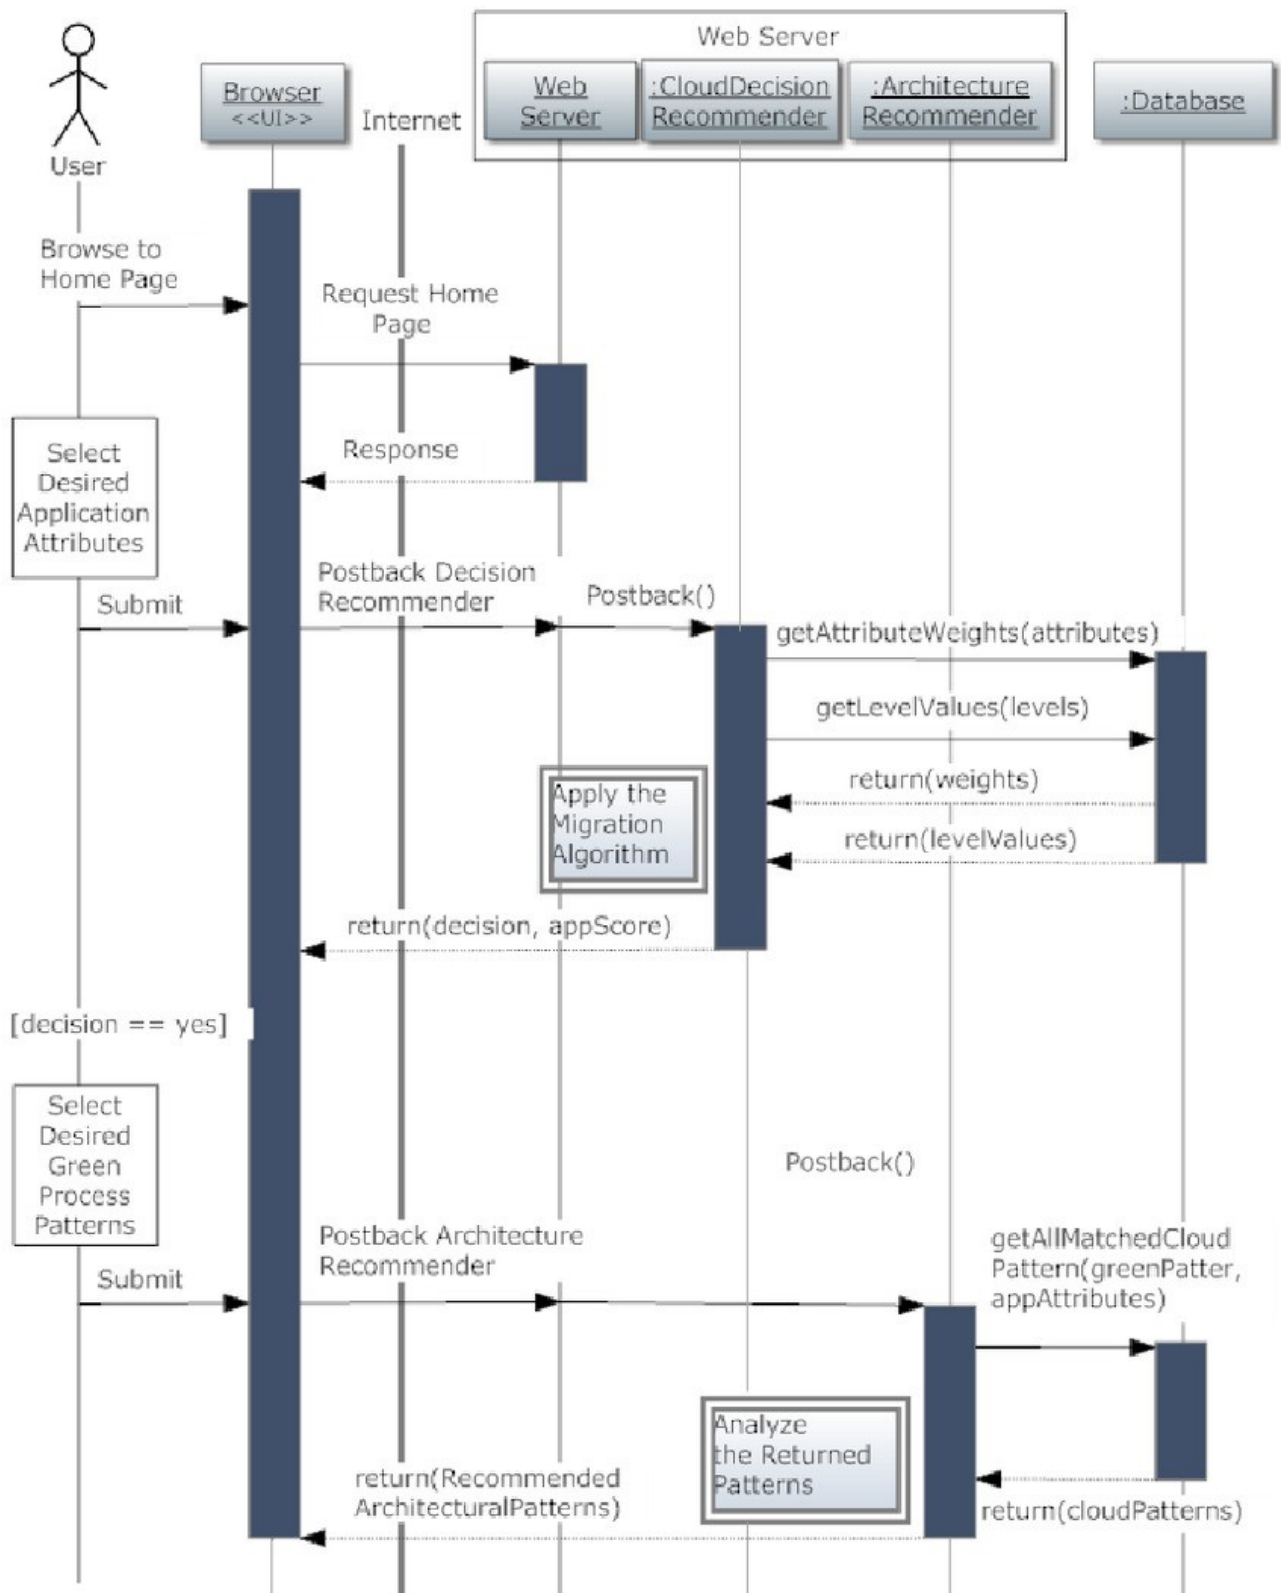 Web Server
Browser
<<UI>>
Internet
Web
Server
:CloudDecision
Recommender
:Architecture
Recommender
:Database
User
Browse to
Home Page
Request Home
Page
Response
Select
Desired
Application
Attributes
Submit
Postback Decision
Recommender
Postback()
getAttributeWeights(attributes)
getLevelValues(levels)
return(weights)
return(levelValues)
Apply the
Migration
Algorithm
return(decision, appScore)
[decision == yes]
Select
Desired
Green
Process
Patterns
Submit
Postback Architecture
Recommender
Postback()
getAllMatchedCloud
Pattern(greenPatter,
appAttributes)
Analyze
the Returned
Patterns
return(cloudPatterns)
return(Recommended
ArchitecturalPatterns)